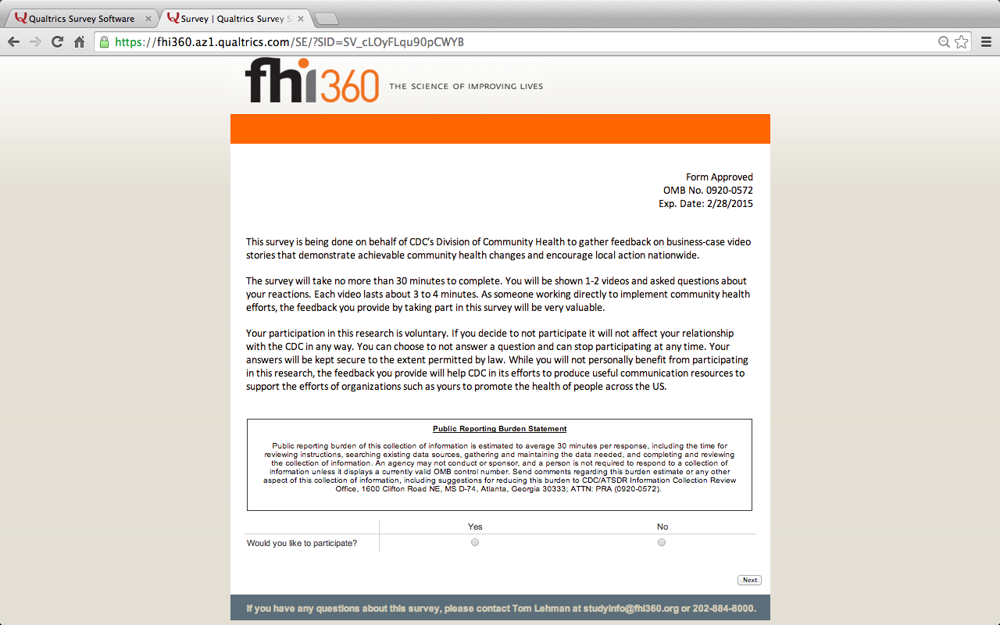 Qualtrics Survey Software
Survey | Qualtrics Survey S
https://fhi360.az1.qualtrics.com/SE/?SID=SV_cLOyFLqu90pCWYB
fhi360 THE SCIENCE OF IMPROVING LIVES
Form Approved
OMB No. 0920-0572
Exp. Date: 2/28/2015
This survey is being done on behalf of CDC's Division of Community Health to gather feedback on business-case video
stories that demonstrate achievable community health changes and encourage local action nationwide.
The survey will take no more than 30 minutes to complete. You will be shown 1-2 videos and asked questions about
your reactions. Each video lasts about 3 to 4 minutes. As someone working directly to implement community health
efforts, the feedback you provide by taking part in this survey will be very valuable.
Your participation in this research is voluntary. If you decide to not participate it will not affect your relationship
with the CDC in any way. You can choose to not answer a question and can stop participating at any time. Your
answers will be kept secure to the extent permitted by law. While you will not personally benefit from participating
in this research, the feedback you provide will help CDC in its efforts to produce useful communication resources to
support the efforts of organizations such as yours to promote the health of people across the US.
Public Reporting Burden Statement
Public reporting burden of this collection of information is estimated to average 30 minutes per response, including the time for
reviewing instructions, searching existing data sources, gathering and maintaining the data needed, and completing and reviewing
the collection of information. An agency may not conduct or sponsor, and a person is not required to respond to a collection of
information unless it displays a currently valid OMB control number. Send comments regarding this burden estimate or any other
aspect of this collection of information, including suggestions for reducing this burden to CDC/ATSDR Information Collection Review
Office, 1600 Clifton Road NE, MS D-74, Atlanta, Georgia 30333; ATTN: PRA (0920-0572).
Yes No
Would you like to participate?
Next
If you have any questions about this survey, please contact Tom Lehman at studyinfo@fhi360.org or 202-884-8000.